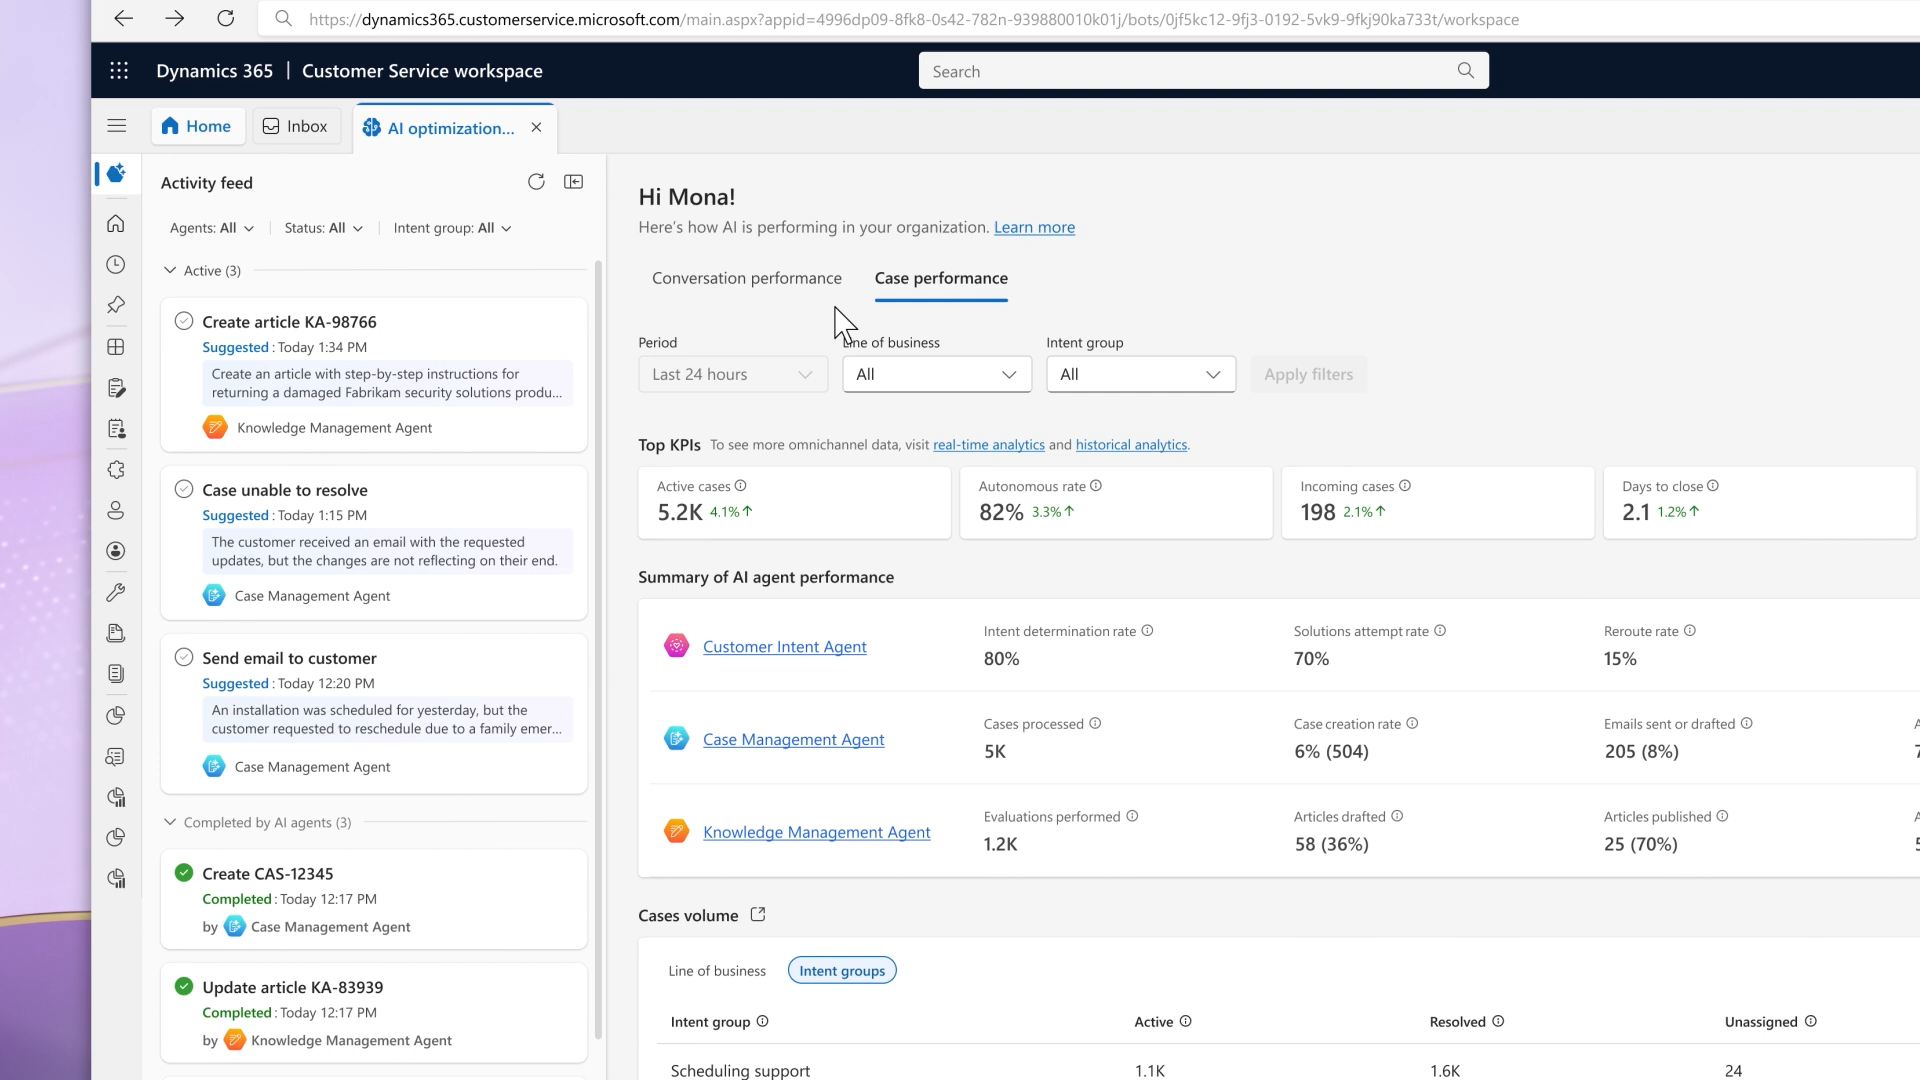 https://dynamics365.customerservice.microsoft.com/main.aspx?appid=4996dp09-8fk8-0s42-782n-939880010k01j/bots/0jf5kc12-9fj3-0192-5vk9-9fkj90ka733t/workspace
Dynamics 365 | Customer Service workspace
Search
Home
Inbox
AI optimization...
Activity feed
Agents: All
Status: All
Intent group: All
Active (3)
Create article KA-98766
Suggested : Today 1:34 PM
Create an article with step-by-step instructions for
returning a damaged Fabrikam security solutions produ...
Knowledge Management Agent
Case unable to resolve
Suggested : Today 1:15 PM
The customer received an email with the requested
updates, but the changes are not reflecting on their end.
Case Management Agent
Send email to customer
Suggested : Today 12:20 PM
An installation was scheduled for yesterday, but the
customer requested to reschedule due to a family emer...
Case Management Agent
Completed by AI agents (3)
Create CAS-12345
Completed : Today 12:17 PM
by Case Management Agent
Update article KA-83939
Completed : Today 12:17 PM
by Knowledge Management Agent
Hi Mona!
Here's how AI is performing in your organization. Learn more
Conversation performance
Case performance
Period
Line of business
Intent group
Last 24 hours
All
All
Apply filters
Top KPIs To see more omnichannel data, visit real-time analytics and historical analytics.
Active cases
5.2K 4.1%
Autonomous rate
82% 3.3%
Incoming cases
198 2.1%
Days to close
2.1 1.2%
Summary of AI agent performance
Customer Intent Agent
Intent determination rate
80%
Solutions attempt rate
70%
Reroute rate
15%
Case Management Agent
Cases processed
5K
Case creation rate
6% (504)
Emails sent or drafted
205 (8%)
Knowledge Management Agent
Evaluations performed
1.2K
Articles drafted
58 (36%)
Articles published
25 (70%)
Cases volume
Line of business
Intent groups
Intent group
Active
Resolved
Unassigned
Scheduling support
1.1K
1.6K
24